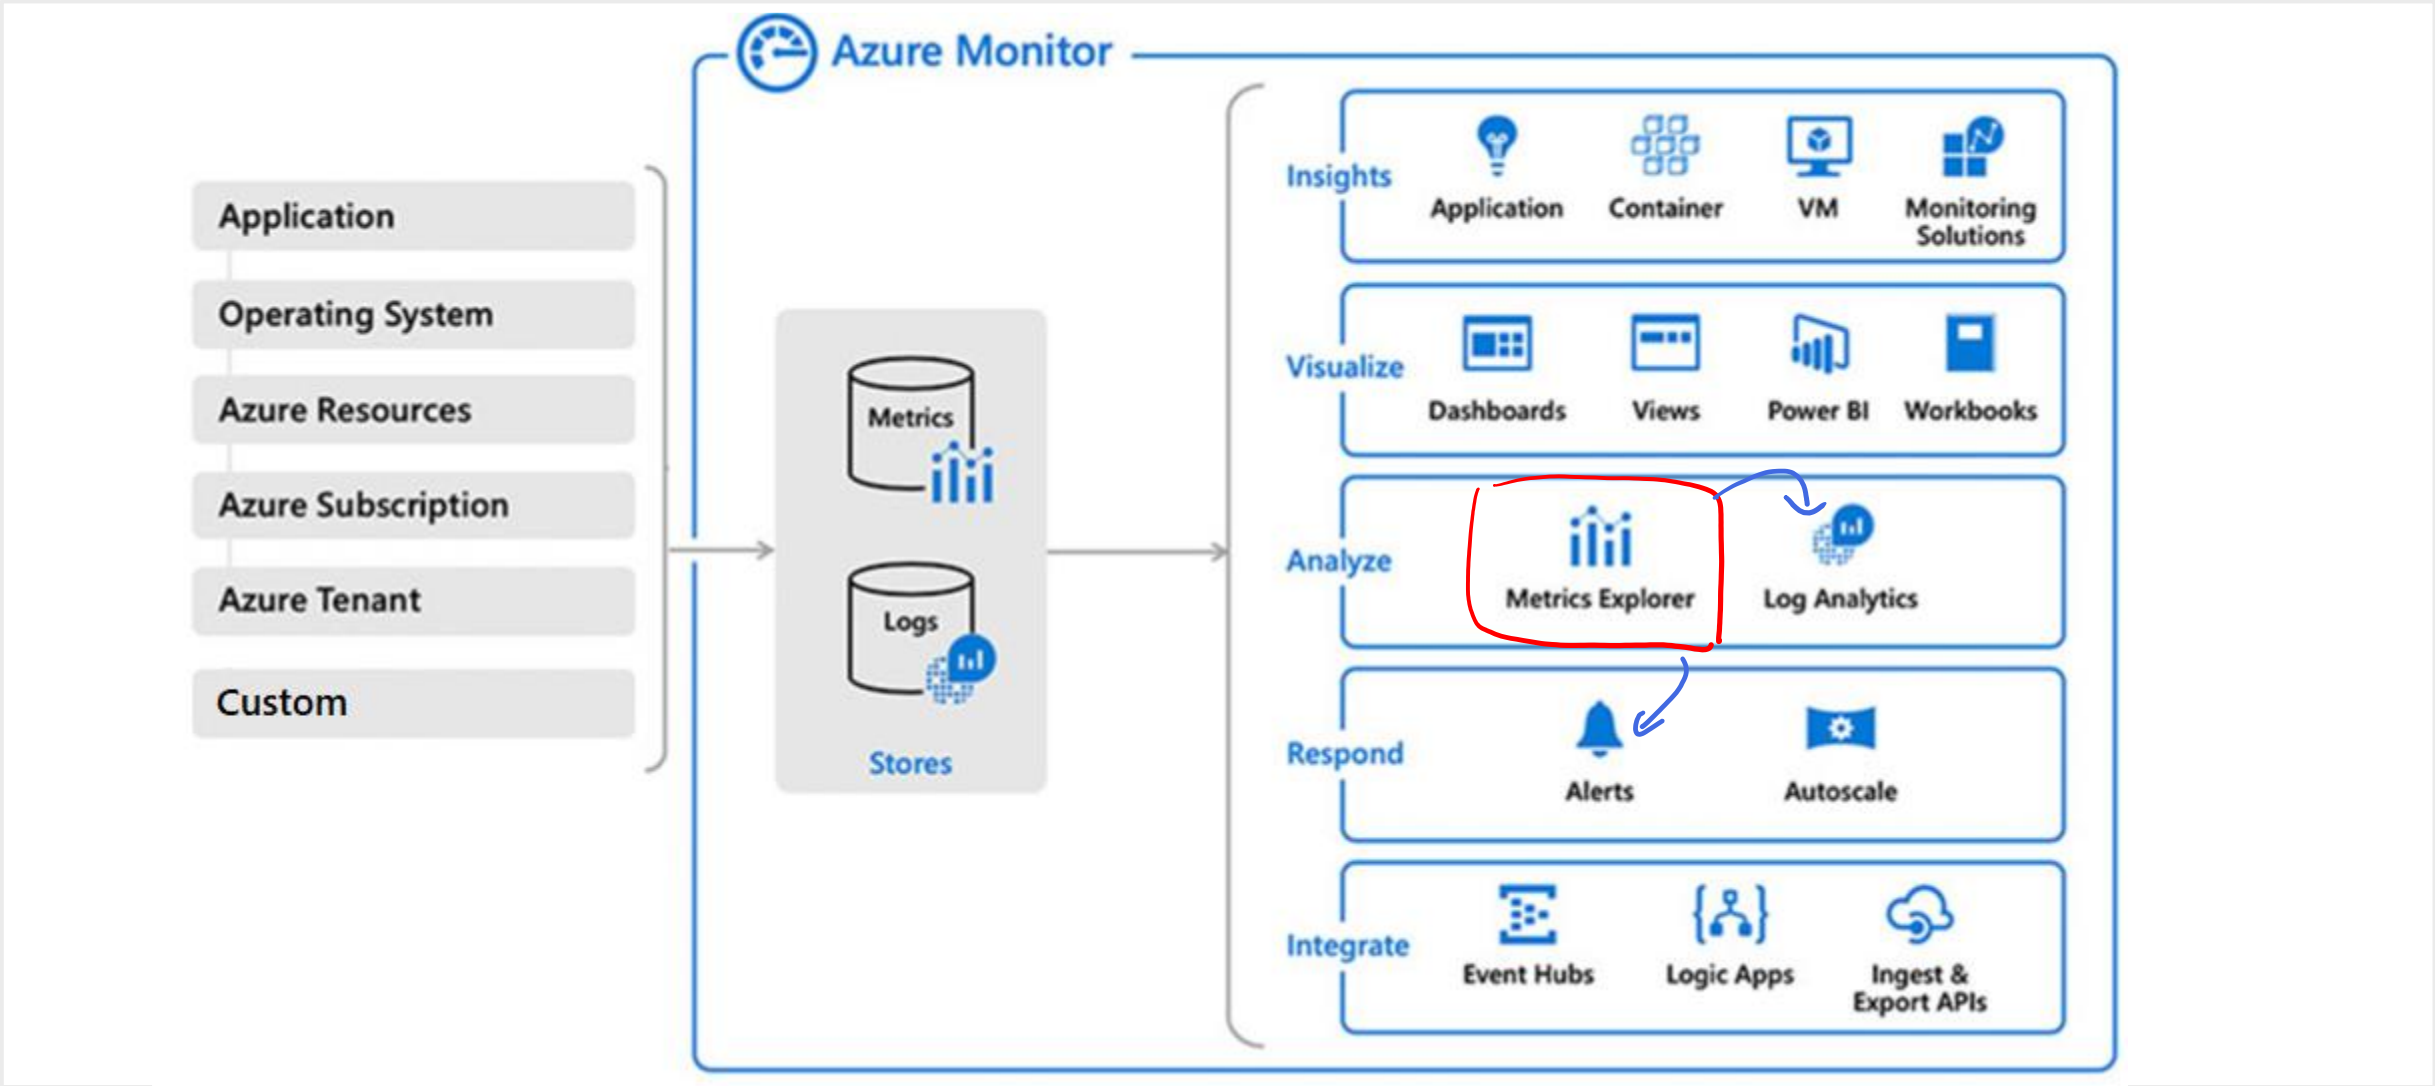 Azure Monitor
Application
Operating System
Azure Resources
Azure Subscription
Azure Tenant
Custom
Metrics
Logs
Stores
Insights
Application
Container
VM
Monitoring
Solutions
Visualize
Dashboards
Views
Power BI
Workbooks
Analyze
Metrics Explorer
Log Analytics
Respond
Alerts
Autoscale
Integrate
Event Hubs
Logic Apps
Ingest &
Export APIs